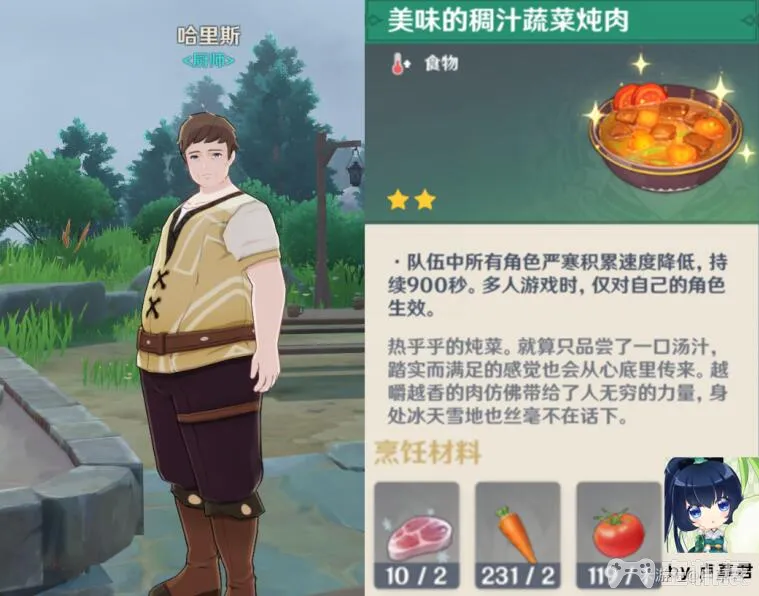 哈里斯
<厨师>
美味的稠汁蔬菜炖肉
食物
·队伍中所有角色严寒积累速度降低，持
续900秒。多人游戏时，仅对自己的角色
生效。
热乎乎的炖菜。就算只品尝了一口汤汁，
踏实而满足的感觉也会从心底里传来。越
嚼越香的肉仿佛带给了人无穷的力量，身
处冰天雪地也丝毫不在话下。
烹饪材料
10 / 2
231 / 2
119
by